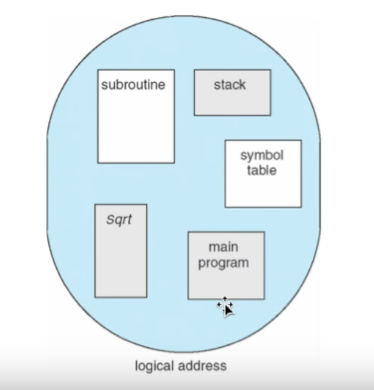 subroutine
stack
symbol
table
Sqrt
main
program
logical address